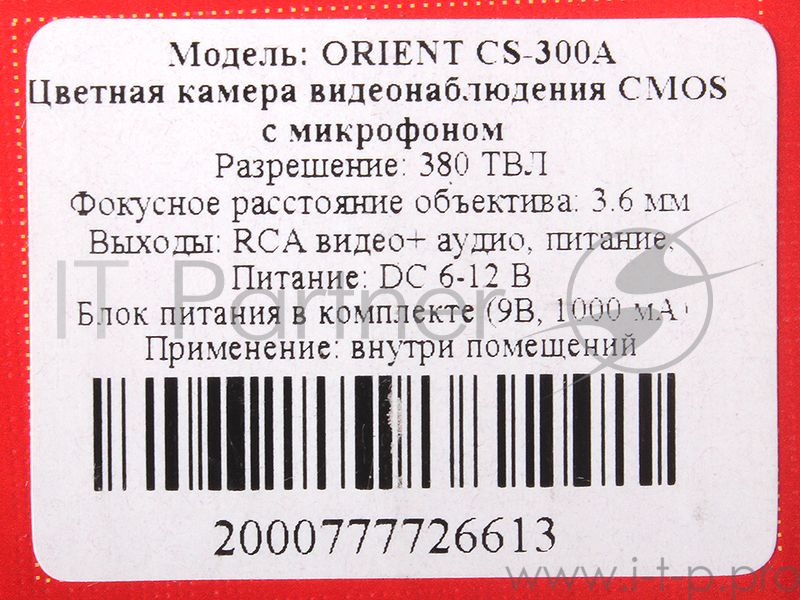 Модель: ORIENT CS-300A
Цветная камера видеонаблюдения CMOS
с микрофоном
Разрешение: 380 ТВЛ
Фокусное расстояние объектива: 3.6 мм
Выходы: RCA видео+ аудио, питание,
Питание: DC 6-12 В
Блок питания в комплекте (9В, 1000 мА)
Применение: внутри помещений
IT Partner
2000777726613
www.i-t-p.pro